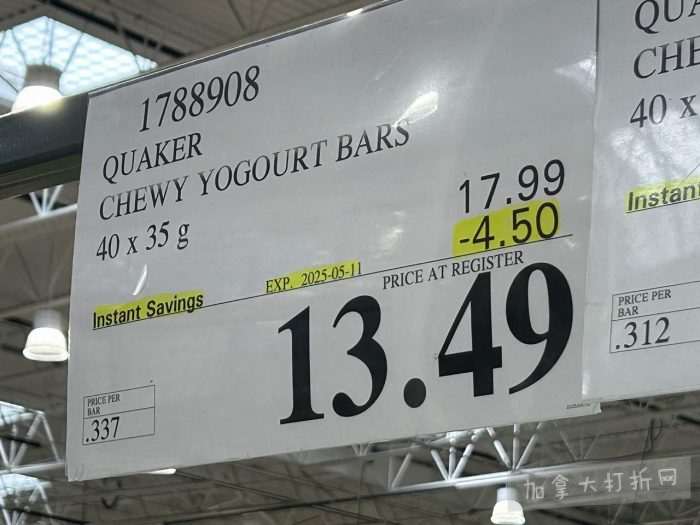 1788908
QUAKER
CHEWY YOGOURT BARS
40 x 35 g
17.99
-4.50
Instant Savings
EXP. 2025-05-11
PRICE AT REGISTER
13.49
PRICE PER
BAR
.337
QUA
CHE
40 x
Instan
PRICE PER
BAR
.312
加拿大打折网